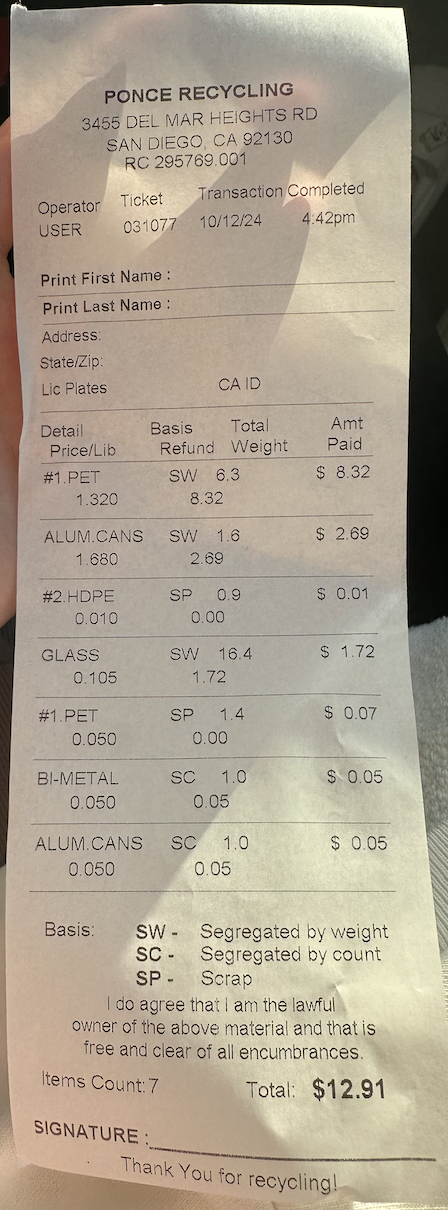 PONCE RECYCLING
3455 DEL MAR HEIGHTS RD
SAN DIEGO, CA 92130
RC 295769.001
Operator Ticket Transaction Completed
USER 031077 10/12/24 4:42pm
Print First Name :
Print Last Name :
Address:
State/Zip:
Lic Plates CA ID
Detail Basis Total Amt
Price/Lib Refund Weight Paid
#1.PET SW 6,3 $ 8.32
1.320 8.32
ALUM.CANS SW 1.6 $ 2.69
1.680 2.69
#2.HDPE SP 0.9 $ 0.01
0.010 0.00
GLASS SW 16.4 $ 1.72
0.105 1.72
#1.PET SP 1.4 $ 0.07
0.050 0.00
BI-METAL SC 1.0 $ 0.05
0.050 0.05
ALUM.CANS SC 1.0 $ 0.05
0.050 0.05
Basis: SW - Segregated by weight
SC - Segregated by count
SP - Scrap
I do agree that I am the lawful
owner of the above material and that is
free and clear of all encumbrances.
Items Count:7 Total: $12.91
SIGNATURE :
Thank You for recycling!